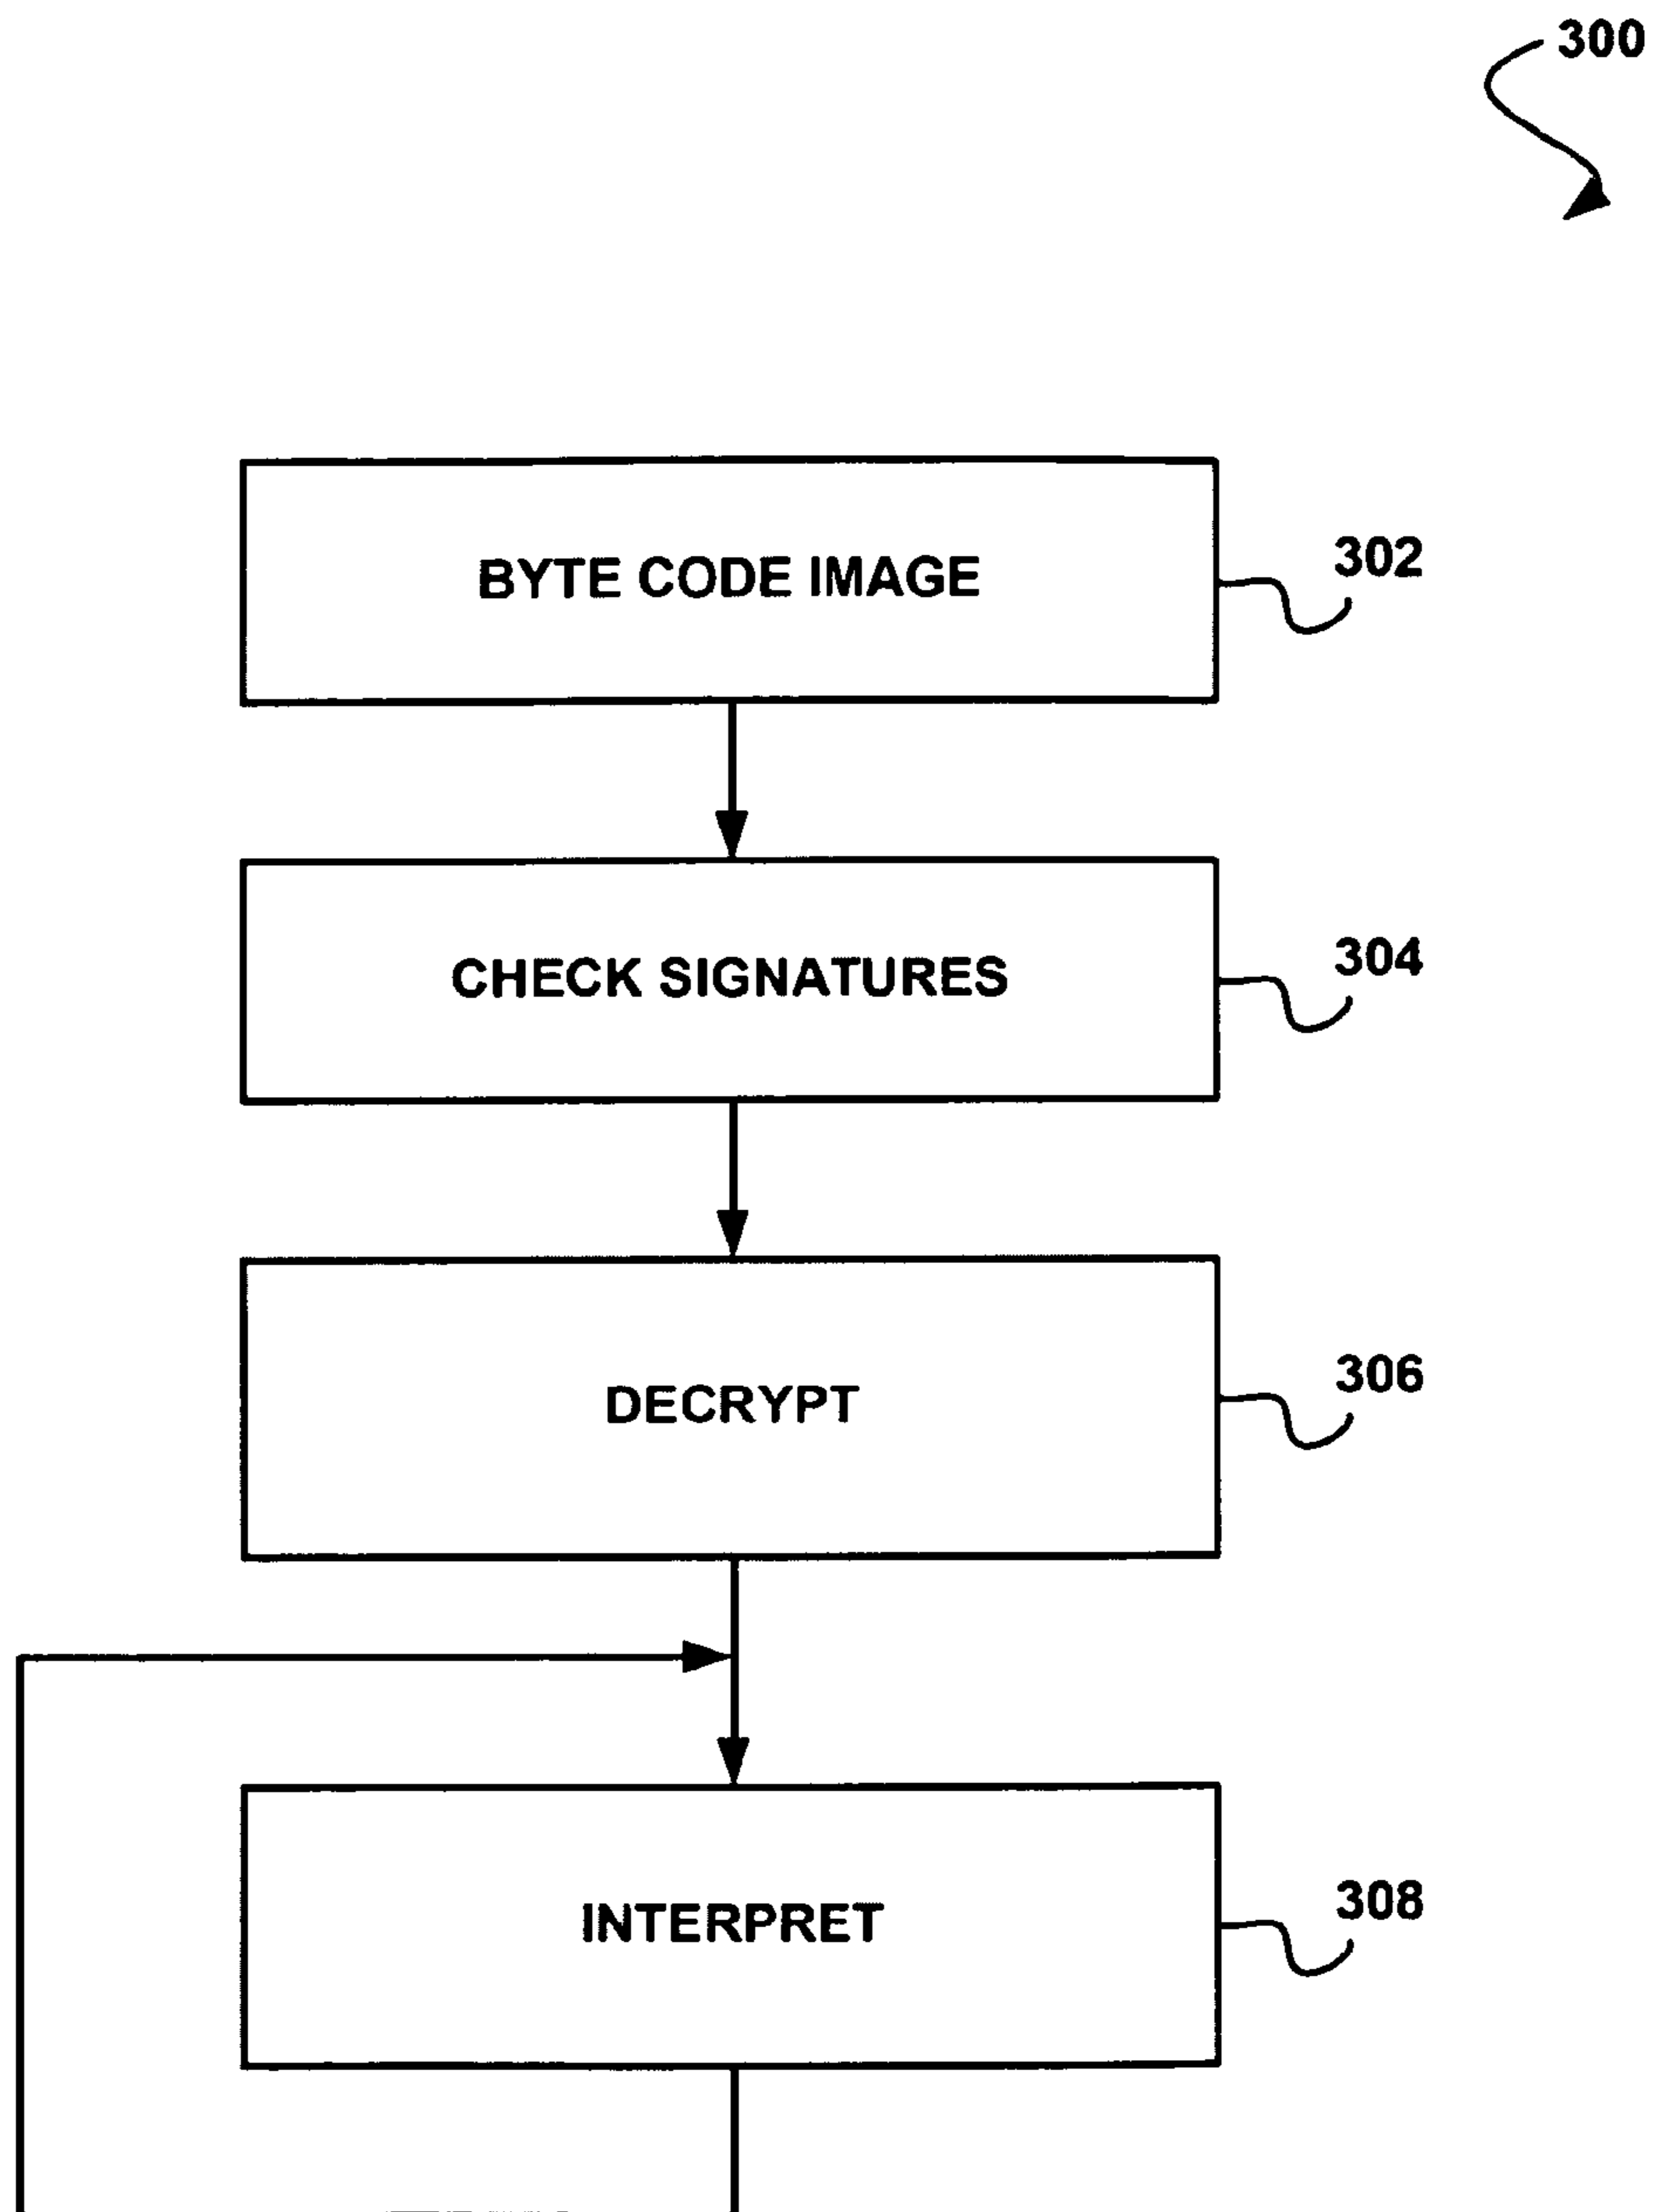 300
BYTE CODE IMAGE
302
CHECK SIGNATURES
304
DECRYPT
306
INTERPRET
308